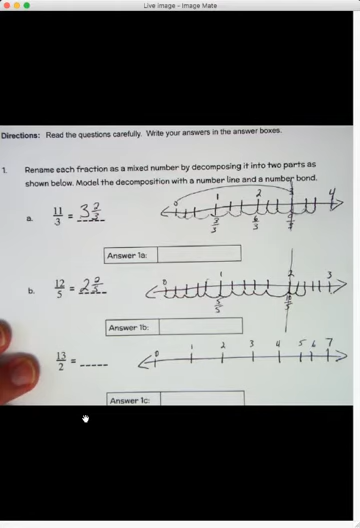 Live Image - Image Mate
Directions: Read the questions carefully. Write your answers in the answer boxes.
1. Rename each fraction as a mixed number by decomposing it into two parts as
shown below. Model the decomposition with a number line and a number bond.
0 1 2 3 4
a. 11/3 = 3 2/3
3/3 6/3
Answer 1a:
1 2 3
b. 12/5 = 2 2/5
5/5 10/5
Answer 1b:
0 1 2 3 4 5 6 7
13/2 = -----
Answer 1c: